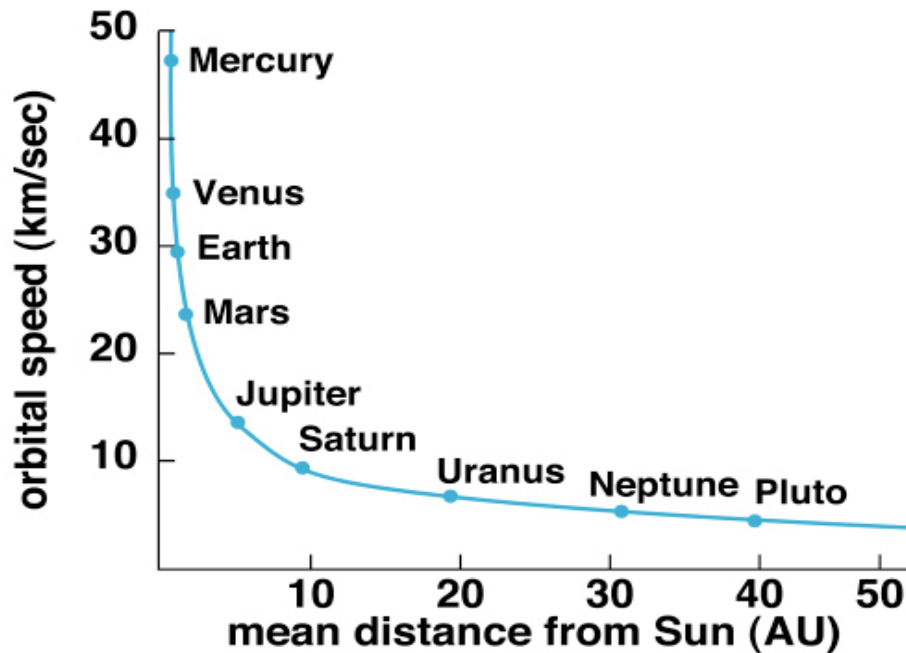 50
Mercury
40
Venus
30
Earth
Mars
20
Jupiter
Saturn
10
Uranus
Neptune
Pluto
orbital speed (km/sec)
10 20 30 40 50
mean distance from Sun (AU)